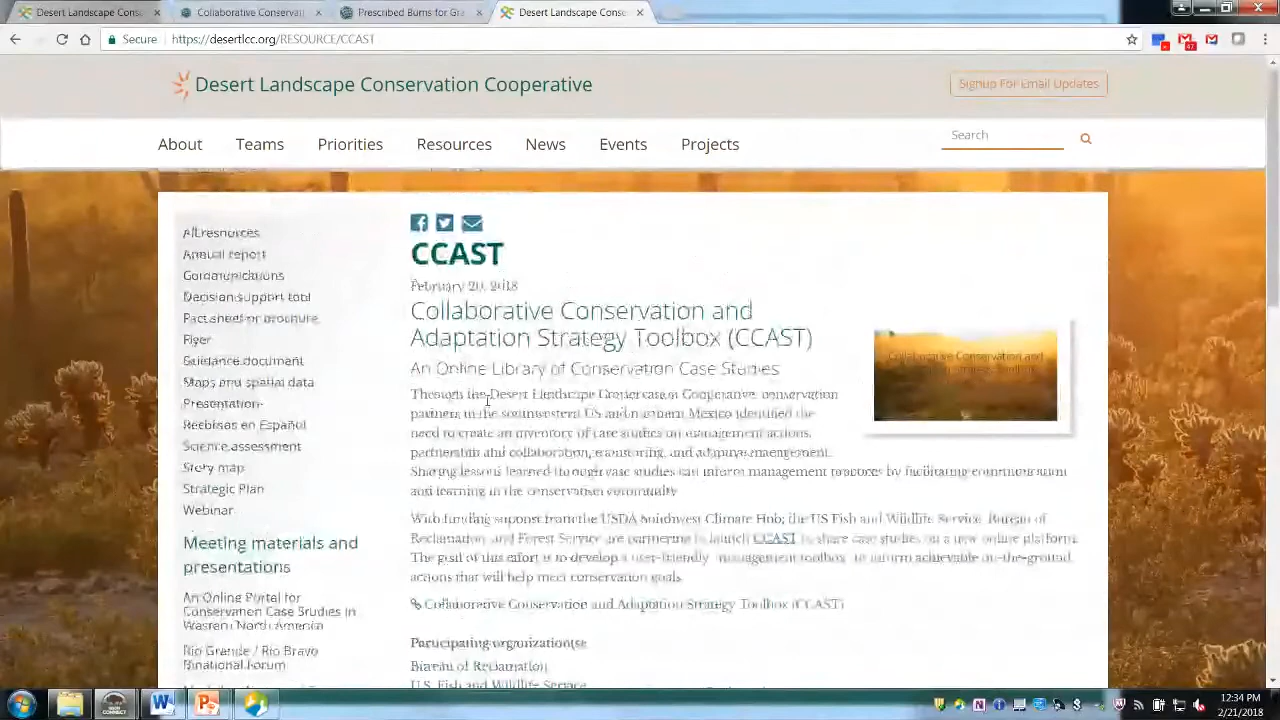 Desert Landscape Cons
Collaborative Conservati
Prescribed Burns for Gra
Desert Landscape Conse
Secure https://desertlcc.org/RESOURCE/CCAST
47
Desert Landscape Conservation Cooperative
Signup For Email Updates
About Teams Priorities Resources News Events Projects
Search
All resources
Annual report
Communications
Decision support tool
Fact sheet or brochure
Flyer
Guidance document
Maps and spatial data
Presentation
Webinars en Español
Science assessment
Story map
Strategic Plan
Webinar
Meeting materials and
presentations
An Online Portal for
Conservation Case Studies in
Western North America
Rio Grande / Rio Bravo
Binational Forum
CCAST
February 20, 2018
Collaborative Conservation and
Adaptation Strategy Toolbox (CCAST)
An Online Library of Conservation Case Studies
Through the Desert Landscape Conservation Cooperative, conservation
partners in the southwestern US and northern Mexico identified the
need to create an inventory of case studies on management actions,
partnership and collaboration, monitoring, and adaptive management.
Sharing lessons learned through case studies can inform management practices by facilitating communication
and learning in the conservation community.
With funding support from the USDA Southwest Climate Hub, the US Fish and Wildlife Service, Bureau of
Reclamation, and Forest Service are partnering to launch CCAST to share case studies on a new online platform.
The goal of this effort is to develop a user-friendly management toolbox to inform achievable on-the-ground
actions that will help meet conservation goals.
Collaborative Conservation and Adaptation Strategy Toolbox (CCAST)
Participating organization(s)
Bureau of Reclamation
U.S. Fish and Wildlife Service
Collaborative Conservation and
12:34 PM
2/21/2018